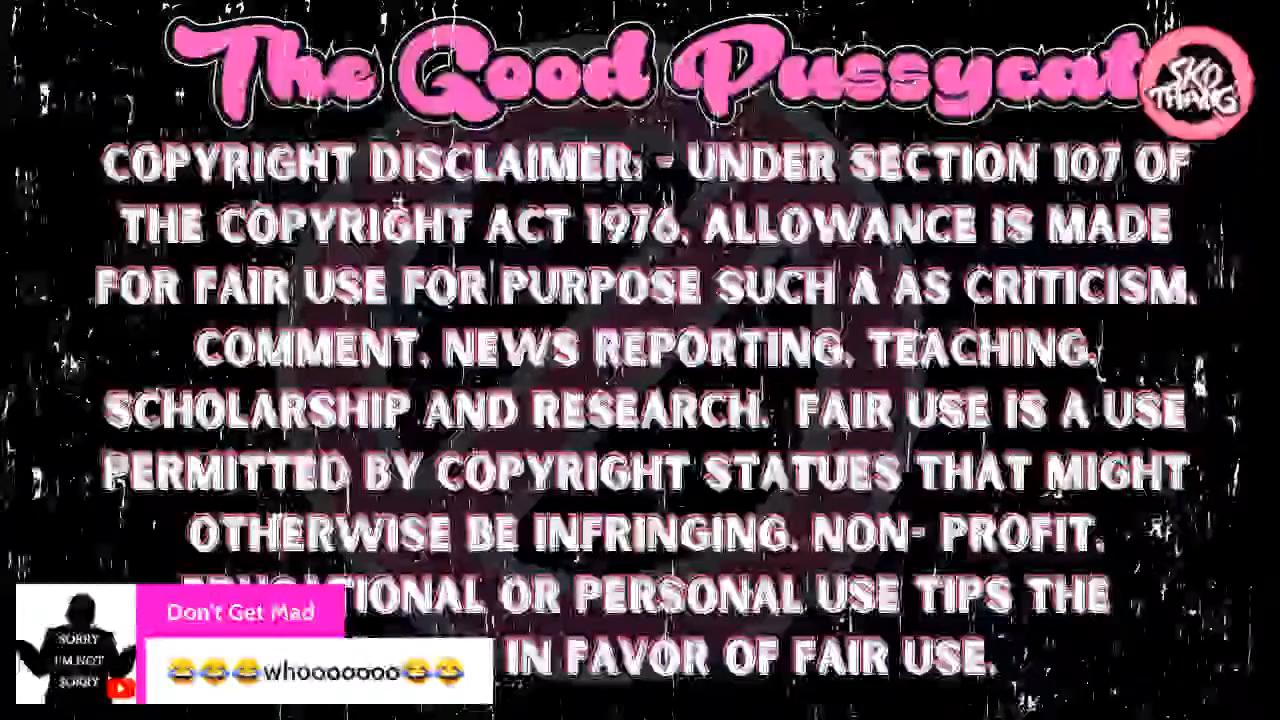 The Good Pussycat
SKO
THANG
COPYRIGHT DISCLAIMER: - UNDER SECTION 107 OF
THE COPYRIGHT ACT 1976, ALLOWANCE IS MADE
FOR FAIR USE FOR PURPOSE SUCH A AS CRITICISM,
COMMENT, NEWS REPORTING, TEACHING,
SCHOLARSHIP AND RESEARCH. FAIR USE IS A USE
PERMITTED BY COPYRIGHT STATUES THAT MIGHT
OTHERWISE BE INFRINGING. NON- PROFIT,
OR PERSONAL USE TIPS THE
IN FAVOR OF FAIR USE.
Don't Get Mad
😂😂😂whooooooo😂😂
SORRY
I'M NOT
SORRY